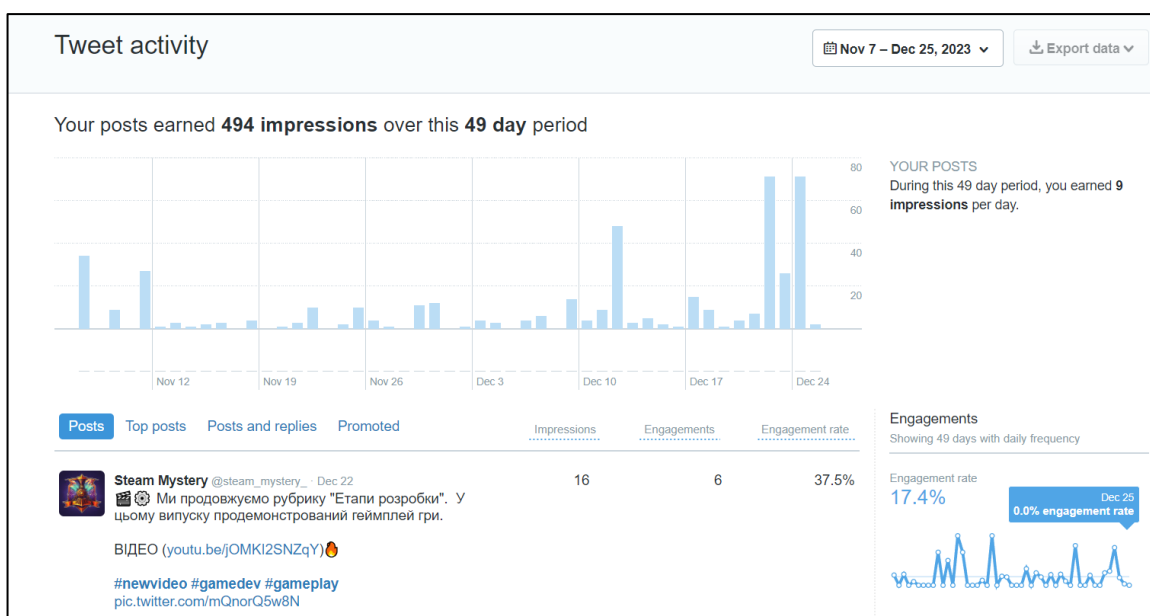 Tweet activity
Nov 7 – Dec 25, 2023
Export data
Your posts earned 494 impressions over this 49 day period
80
60
40
20
Nov 12
Nov 19
Nov 26
Dec 3
Dec 10
Dec 17
Dec 24
YOUR POSTS
During this 49 day period, you earned 9
impressions per day.
Posts
Top posts
Posts and replies
Promoted
Impressions
Engagements
Engagement rate
Steam Mystery @steam_mystery_ · Dec 22
Ми продовжуємо рубрику "Етапи розробки". У
цьому випуску продемонстрований геймплей гри.
ВІДЕО (youtu.be/jOMKI2SNZqY)
#newvideo #gamedev #gameplay
pic.twitter.com/mQnorQ5w8N
16
6
37.5%
Engagements
Showing 49 days with daily frequency
Engagement rate
17.4%
Dec 25
0.0% engagement rate